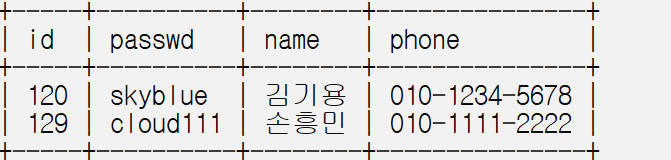 +-----+----------+--------+---------------+
| id | passwd | name | phone |
+-----+----------+--------+---------------+
| 120 | skyblue | 김기용 | 010-1234-5678 |
| 129 | cloud111 | 손흥민 | 010-1111-2222 |
+-----+----------+--------+---------------+